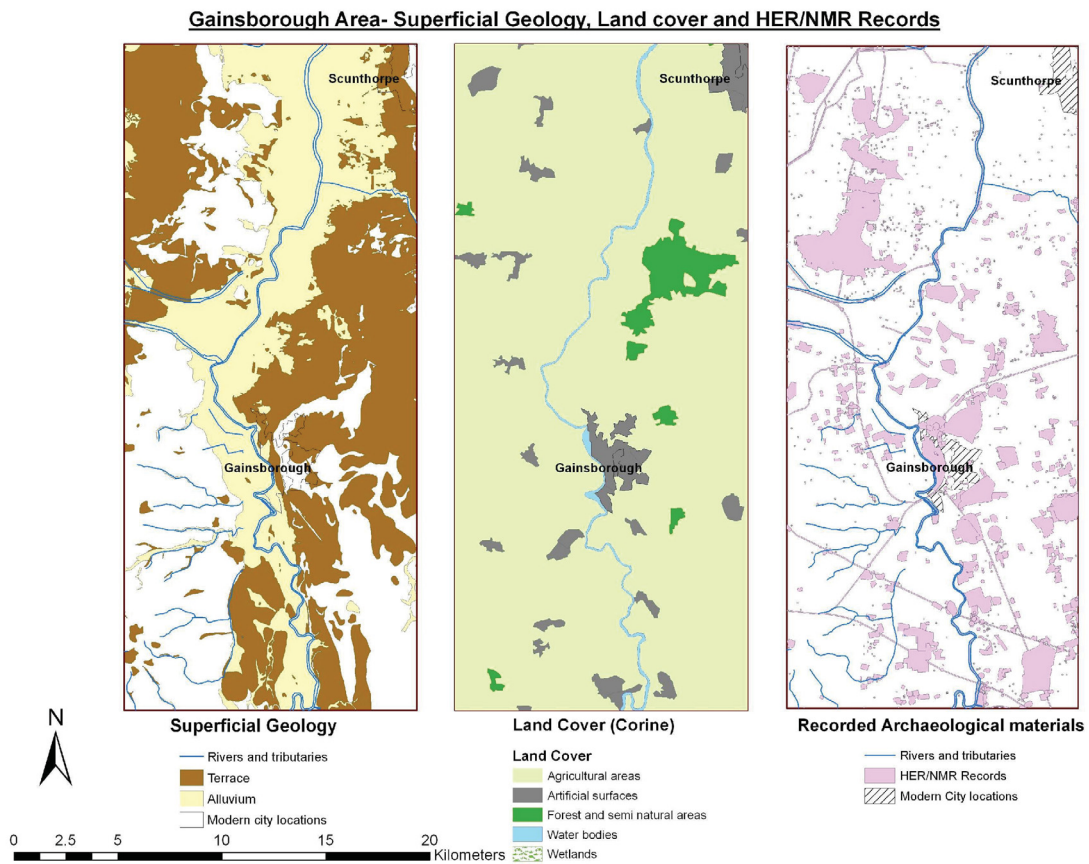 Gainsborough Area- Superficial Geology, Land cover and HER/NMR Records
Scunthorpe
Gainsborough
Scunthorpe
Gainsborough
Scunthorpe
Gainsborough
Superficial Geology
Rivers and tributaries
Terrace
Alluvium
Modern city locations
Land Cover (Corine)
Land Cover
Agricultural areas
Artificial surfaces
Forest and semi natural areas
Water bodies
Wetlands
Recorded Archaeological materials
Rivers and tributaries
HER/NMR Records
Modern City locations
N
0 2.5 5 10 15 20
Kilometers